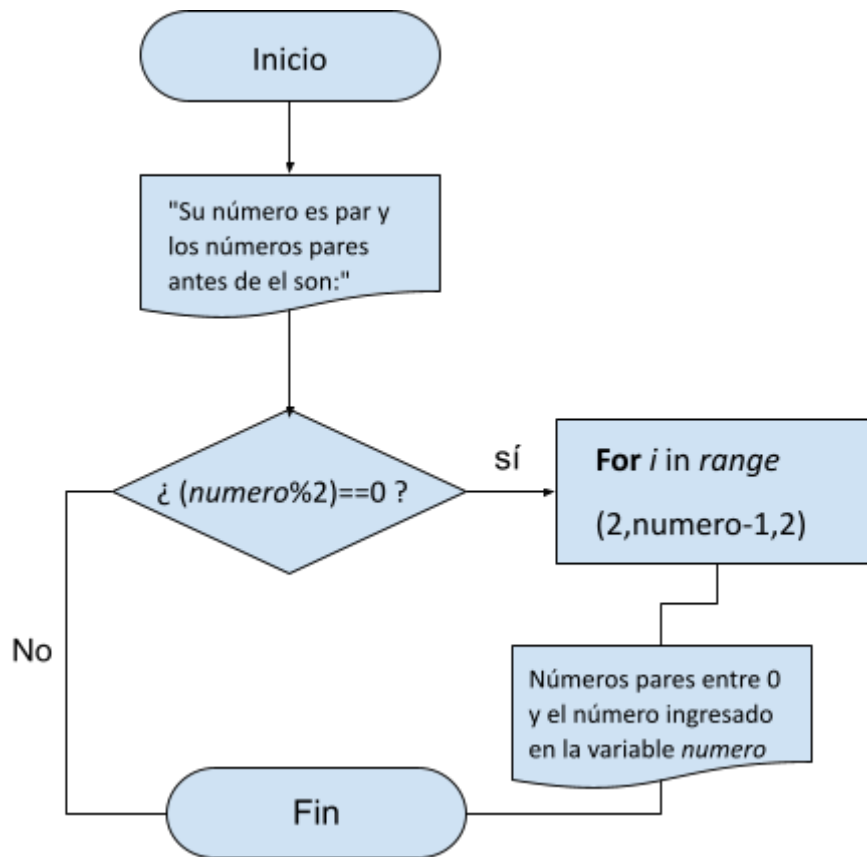 Inicio
"Su número es par y
los números pares
antes de el son:"
¿ (numero%2)==0 ?
sí
For i in range
(2,numero-1,2)
No
Números pares entre 0
y el número ingresado
en la variable numero
Fin